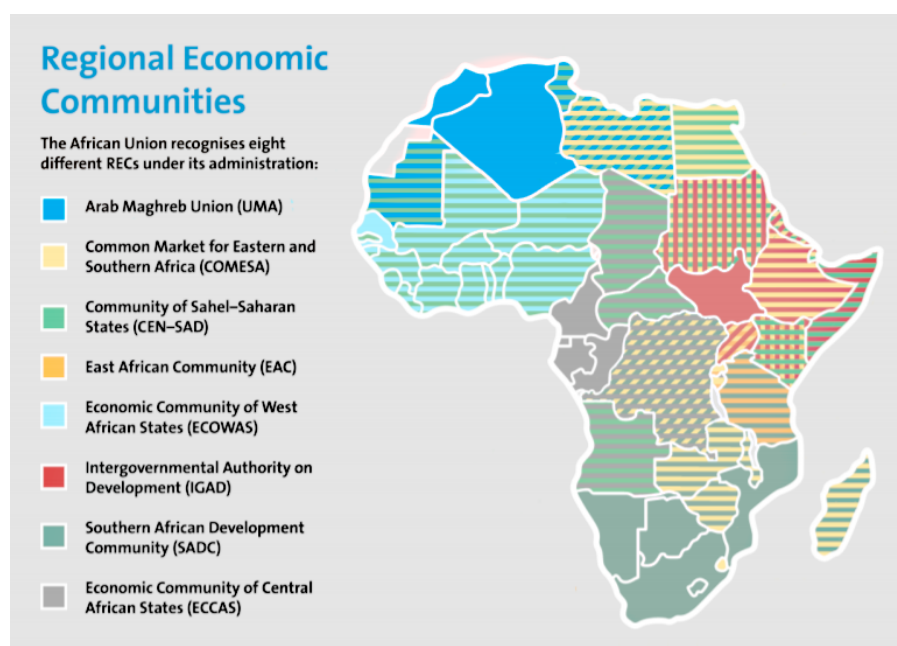 Regional Economic
Communities
The African Union recognises eight
different RECs under its administration:
Arab Maghreb Union (UMA)
Common Market for Eastern and
Southern Africa (COMESA)
Community of Sahel–Saharan
States (CEN–SAD)
East African Community (EAC)
Economic Community of West
African States (ECOWAS)
Intergovernmental Authority on
Development (IGAD)
Southern African Development
Community (SADC)
Economic Community of Central
African States (ECCAS)